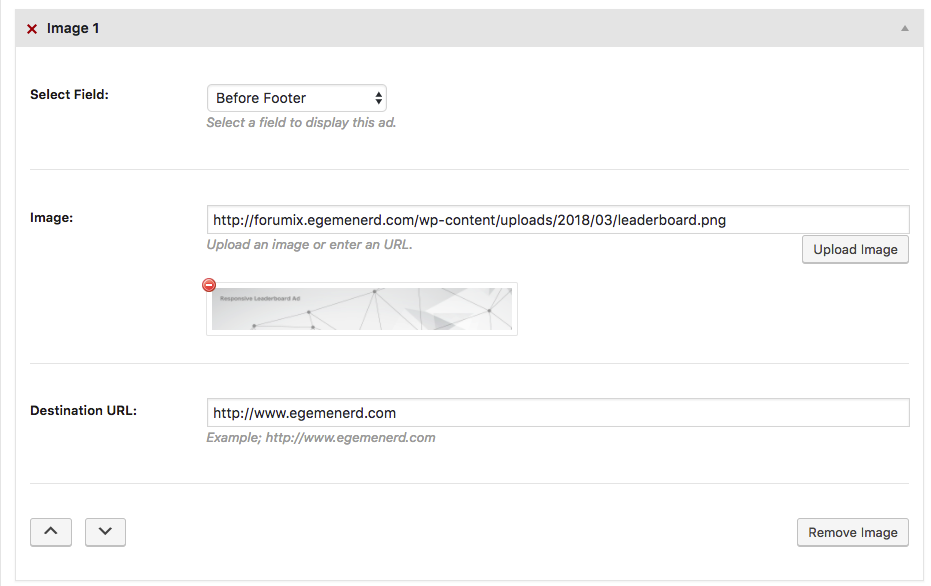 Image 1
Select Field:
Before Footer
Select a field to display this ad.
Image:
http://forumix.egemenerd.com/wp-content/uploads/2018/03/leaderboard.png
Upload an image or enter an URL.
Upload Image
Responsive Leaderboard Ad
Destination URL:
http://www.egemenerd.com
Example; http://www.egemenerd.com
Remove Image